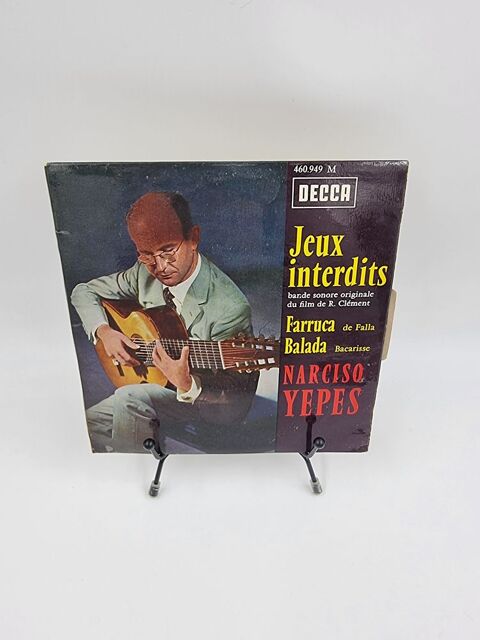 460.949 M
DECCA
Jeux
interdits
bande sonore originale
du film de R. Clément
Farruca de Falla
Balada Bacarisse
NARCISO
YEPES